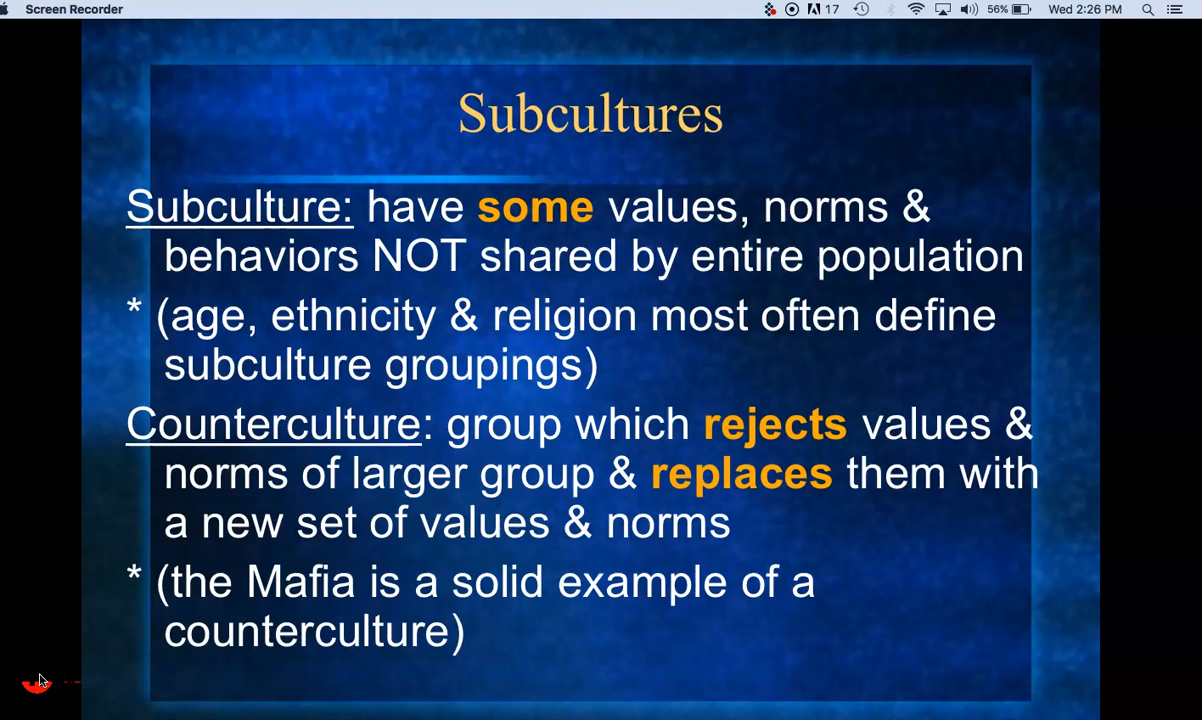 Screen Recorder
17
56%
Wed 2:26 PM
Subcultures
Subculture: have some values, norms &
behaviors NOT shared by entire population
* (age, ethnicity & religion most often define
subculture groupings)
Counterculture: group which rejects values &
norms of larger group & replaces them with
a new set of values & norms
* (the Mafia is a solid example of a
counterculture)